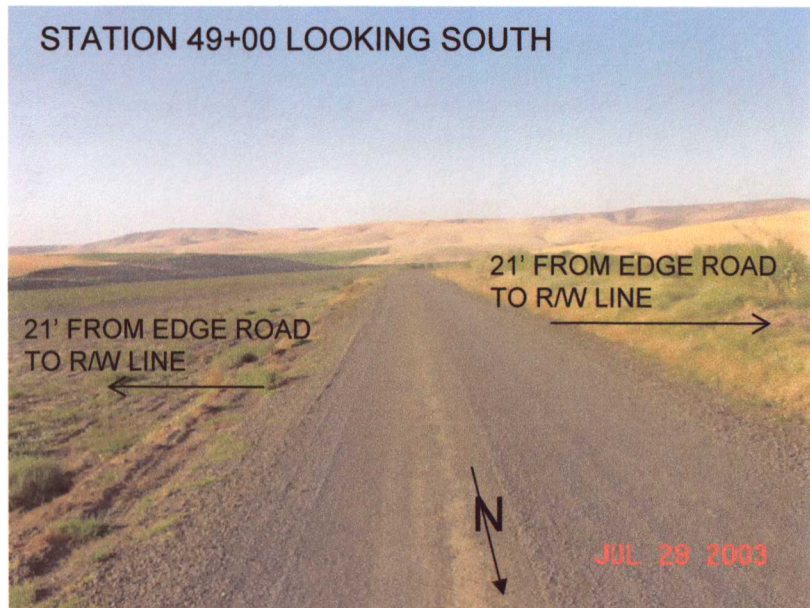 STATION 49+00 LOOKING SOUTH
21' FROM EDGE ROAD
TO R/W LINE
21' FROM EDGE ROAD
TO R/W LINE
N
JUL 29 2003